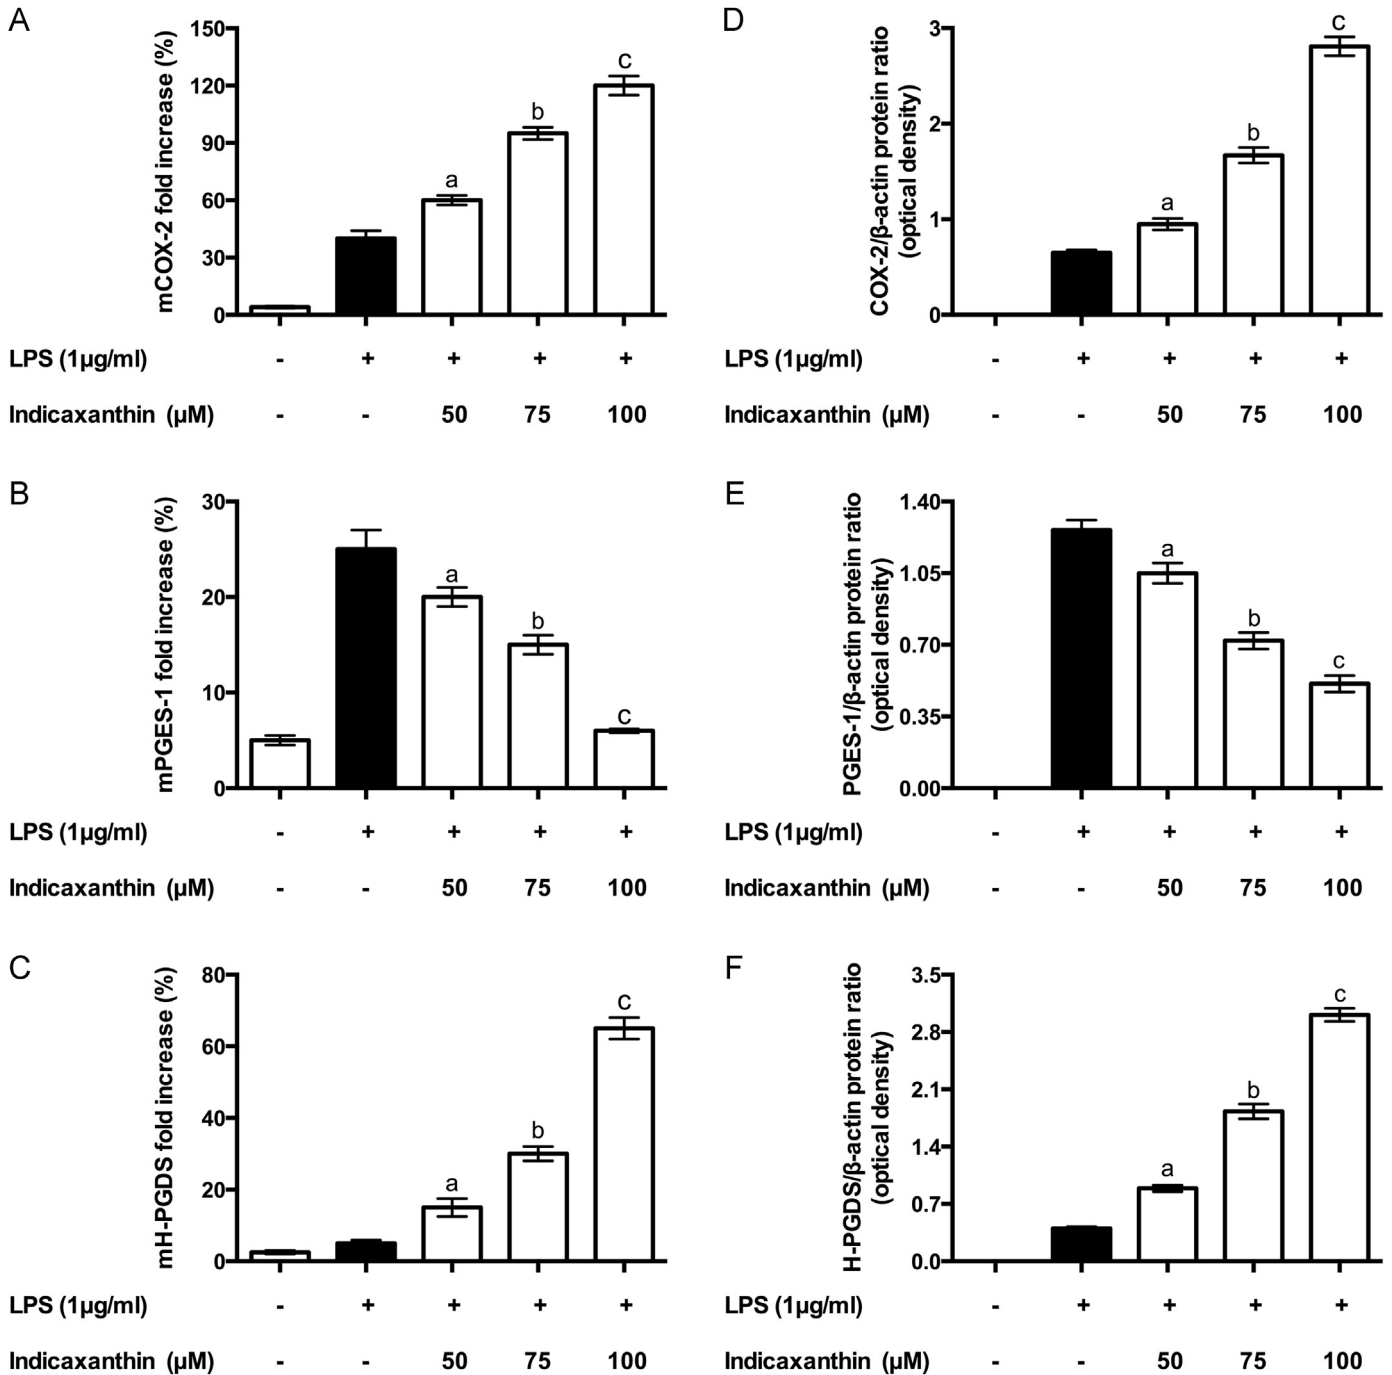 A
mCOX-2 fold increase (%)
150
120
90
60
30
0
a
b
c
LPS (1µg/ml) - + + + +
Indicaxanthin (µM) - - 50 75 100
D
COX-2/β-actin protein ratio
(optical density)
3
2
1
0
a
b
c
LPS (1µg/ml) - + + + +
Indicaxanthin (µM) - - 50 75 100
B
mPGES-1 fold increase (%)
30
20
10
0
a
b
c
LPS (1µg/ml) - + + + +
Indicaxanthin (µM) - - 50 75 100
E
PGES-1/β-actin protein ratio
(optical density)
1.40
1.05
0.70
0.35
0.00
a
b
c
LPS (1µg/ml) - + + + +
Indicaxanthin (µM) - - 50 75 100
C
mH-PGDS fold increase (%)
80
60
40
20
0
a
b
c
LPS (1µg/ml) - + + + +
Indicaxanthin (µM) - - 50 75 100
F
H-PGDS/β-actin protein ratio
(optical density)
3.5
2.8
2.1
1.4
0.7
0.0
a
b
c
LPS (1µg/ml) - + + + +
Indicaxanthin (µM) - - 50 75 100